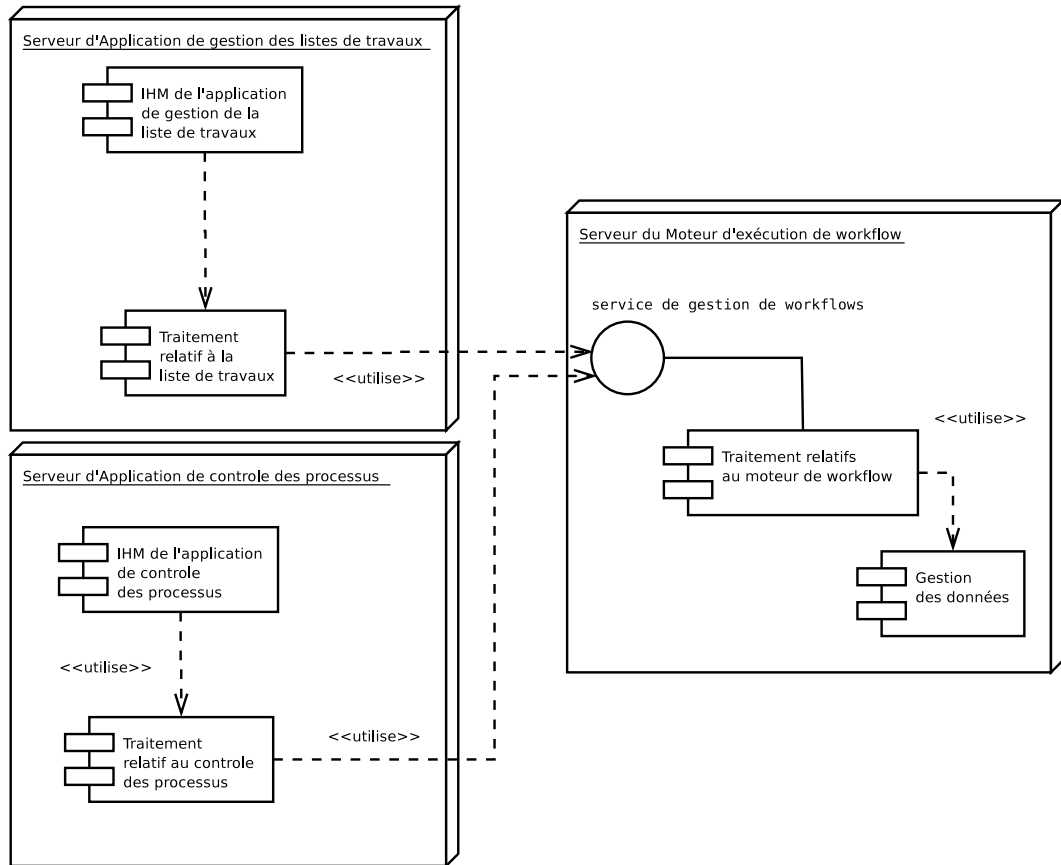 Serveur d'Application de gestion des listes de travaux
IHM de l'application
de gestion de la
liste de travaux
Traitement
relatif à la
liste de travaux
<<utilise>>
Serveur d'Application de controle des processus
IHM de l'application
de controle
des processus
<<utilise>>
Traitement
relatif au controle
des processus
<<utilise>>
Serveur du Moteur d'exécution de workflow
service de gestion de workflows
<<utilise>>
Traitement relatifs
au moteur de workflow
Gestion
des données